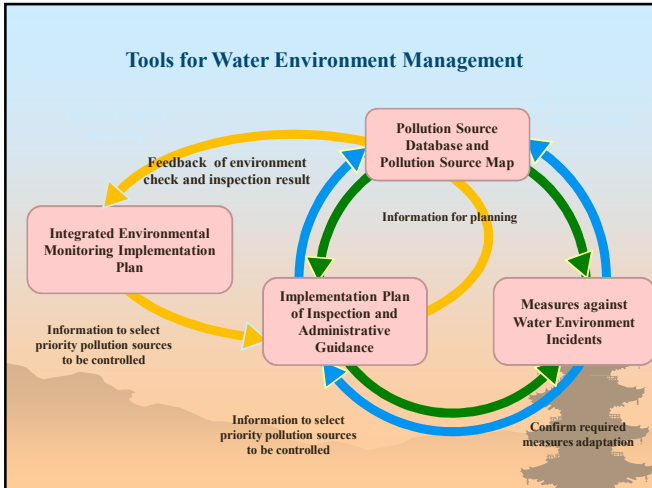 Tools for Water Environment Management
Pollution Source
Database and
Pollution Source Map
Feedback of environment
check and inspection result
Information for planning
Integrated Environmental
Monitoring Implementation
Plan
Implementation Plan
of Inspection and
Administrative
Guidance
Measures against
Water Environment
Incidents
Information to select
priority pollution sources
to be controlled
Information to select
priority pollution sources
to be controlled
Confirm required
measures adaptation